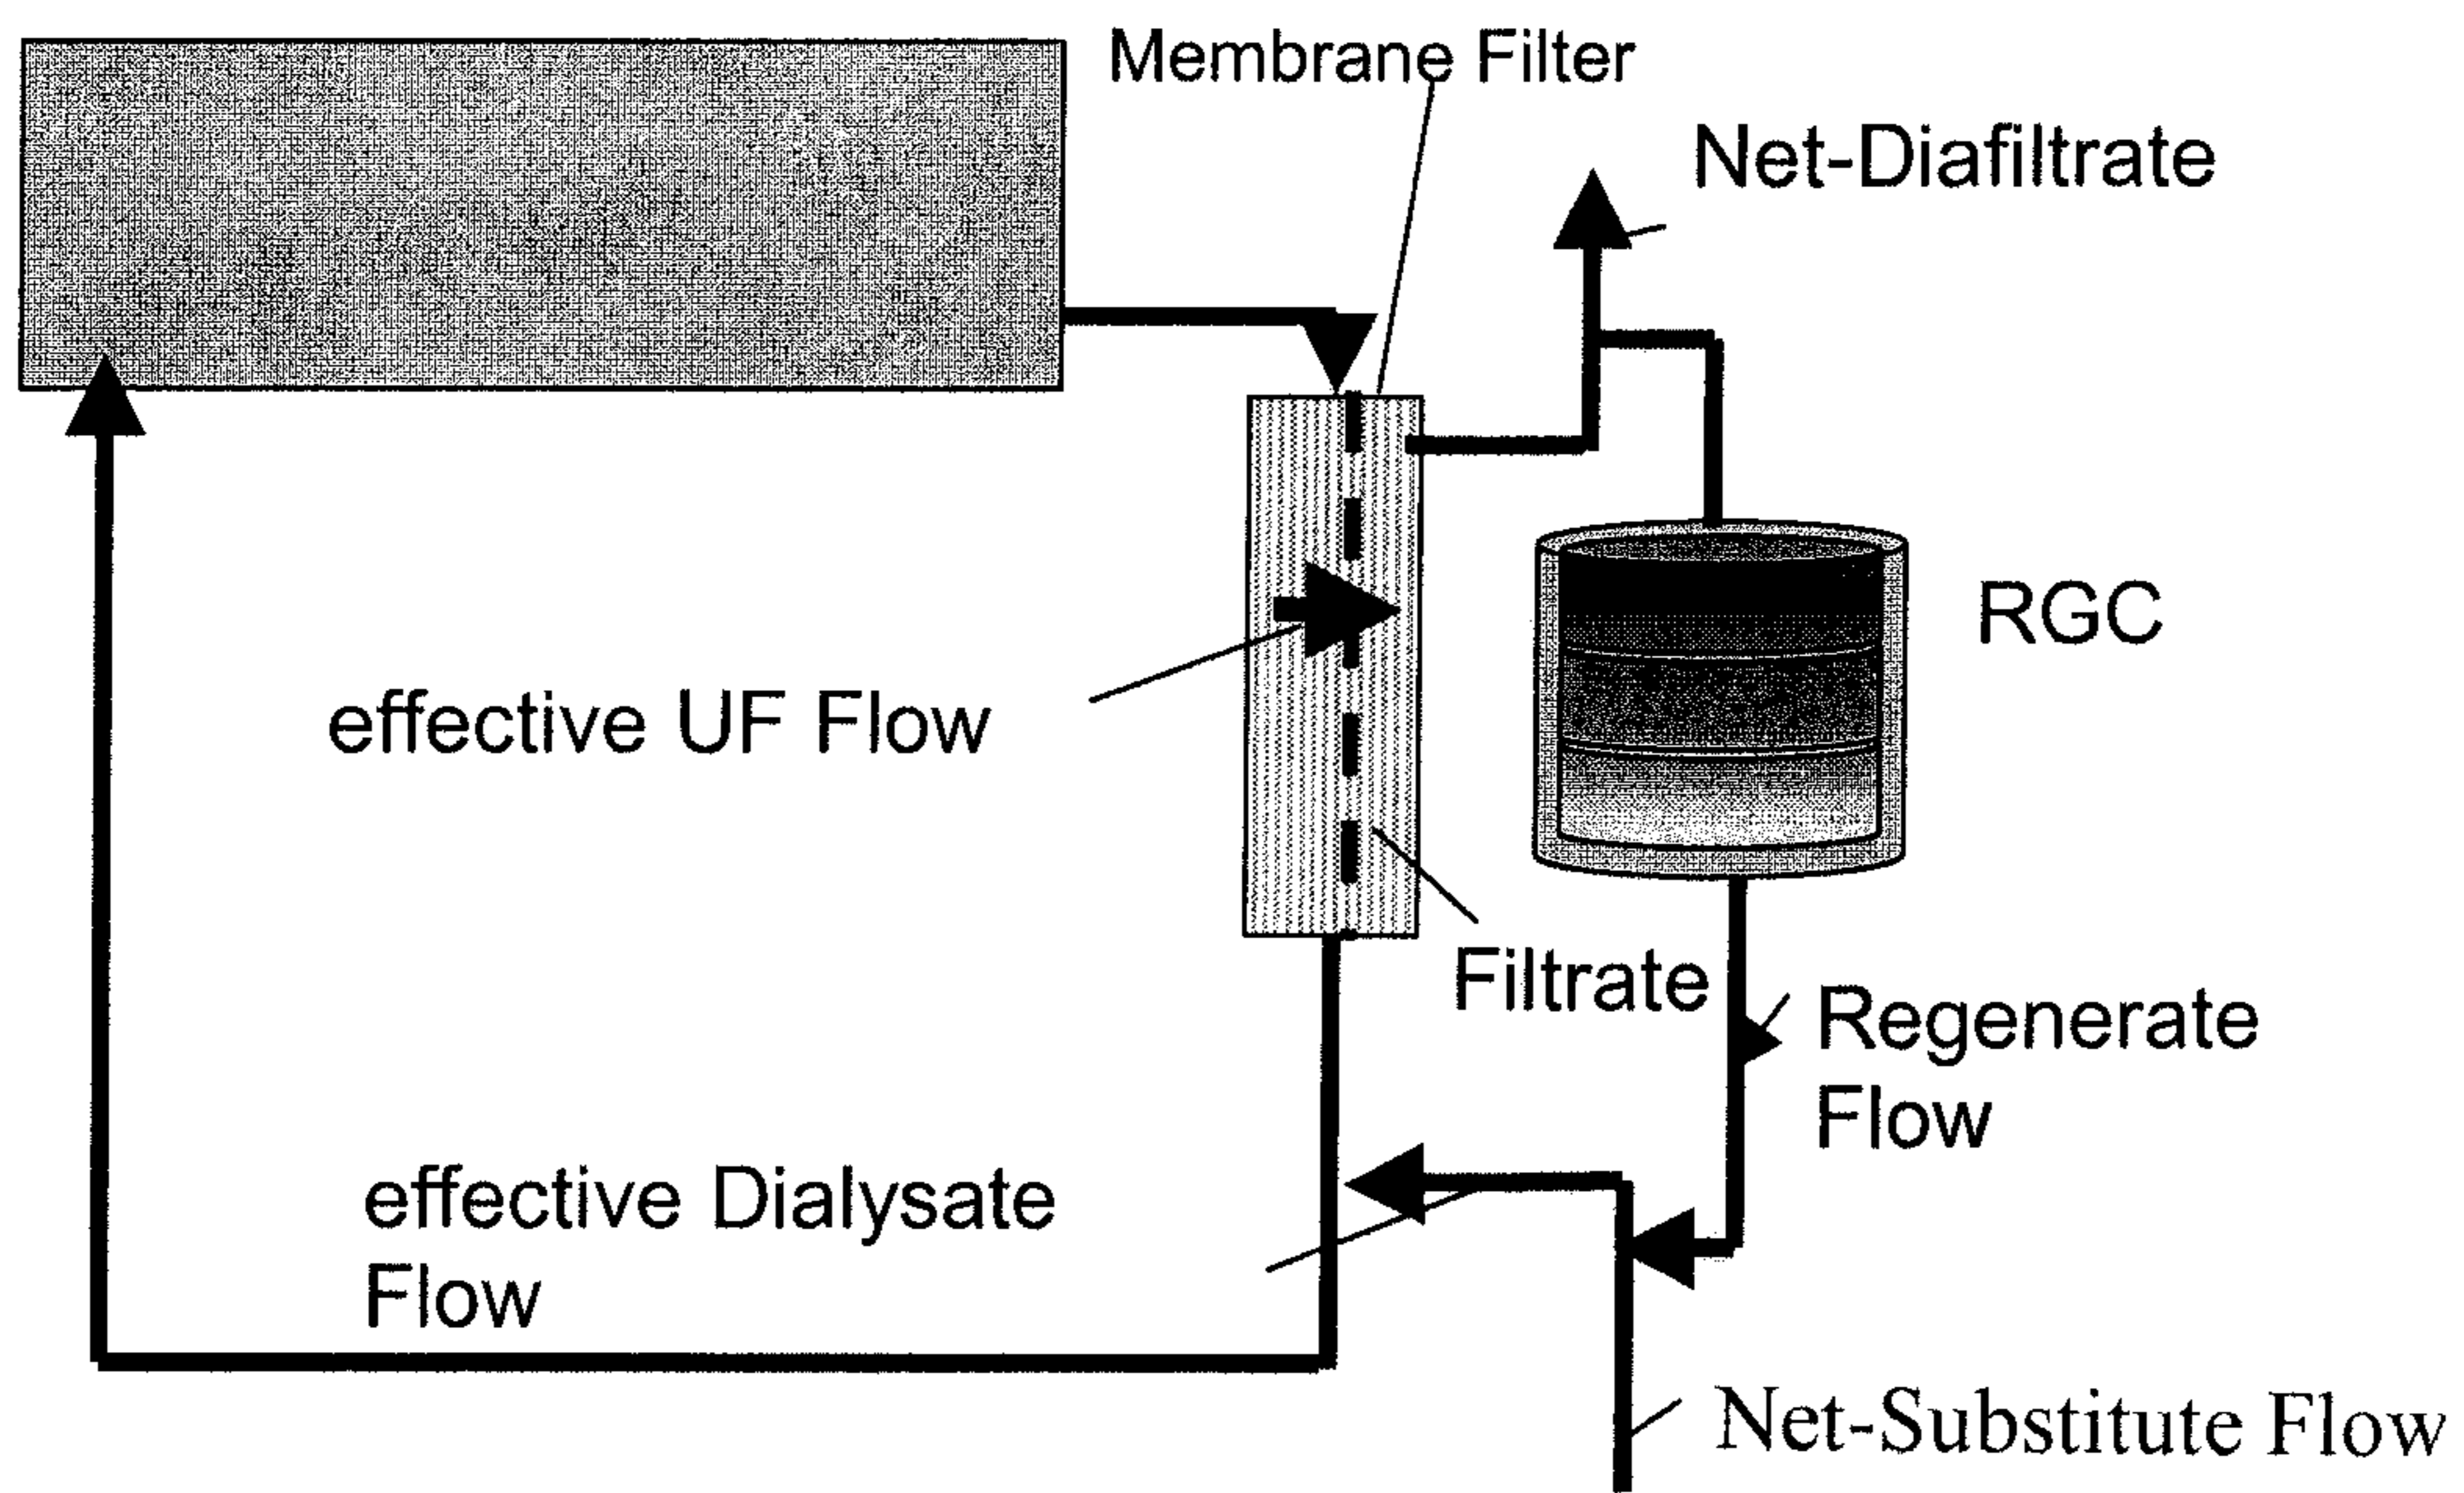 Membrane Filter
Net-Diafiltrate
RGC
effective UF Flow
Filtrate
Regenerate
Flow
effective Dialysate
Flow
Net-Substitute Flow